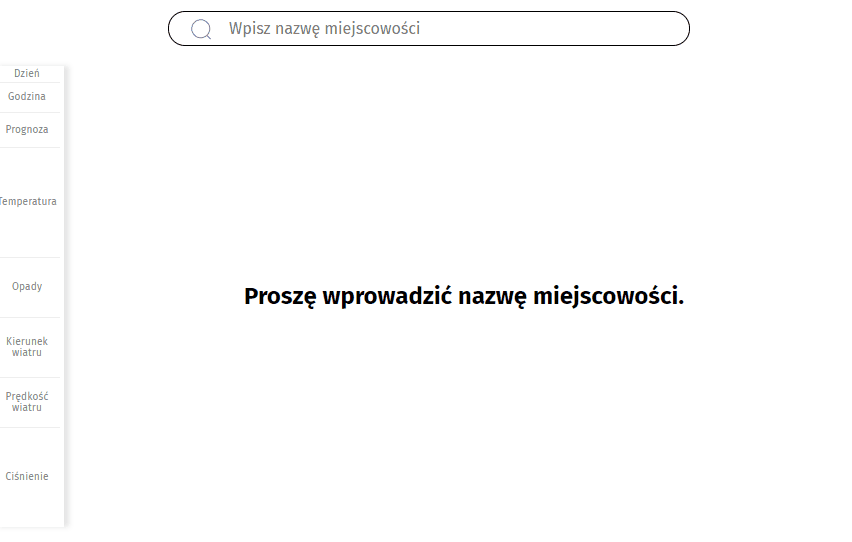 Wpisz nazwę miejscowości
Dzień
Godzina
Prognoza
Temperatura
Proszę wprowadzić nazwę miejscowości.
Opady
Kierunek
wiatru
Prędkość
wiatru
Ciśnienie